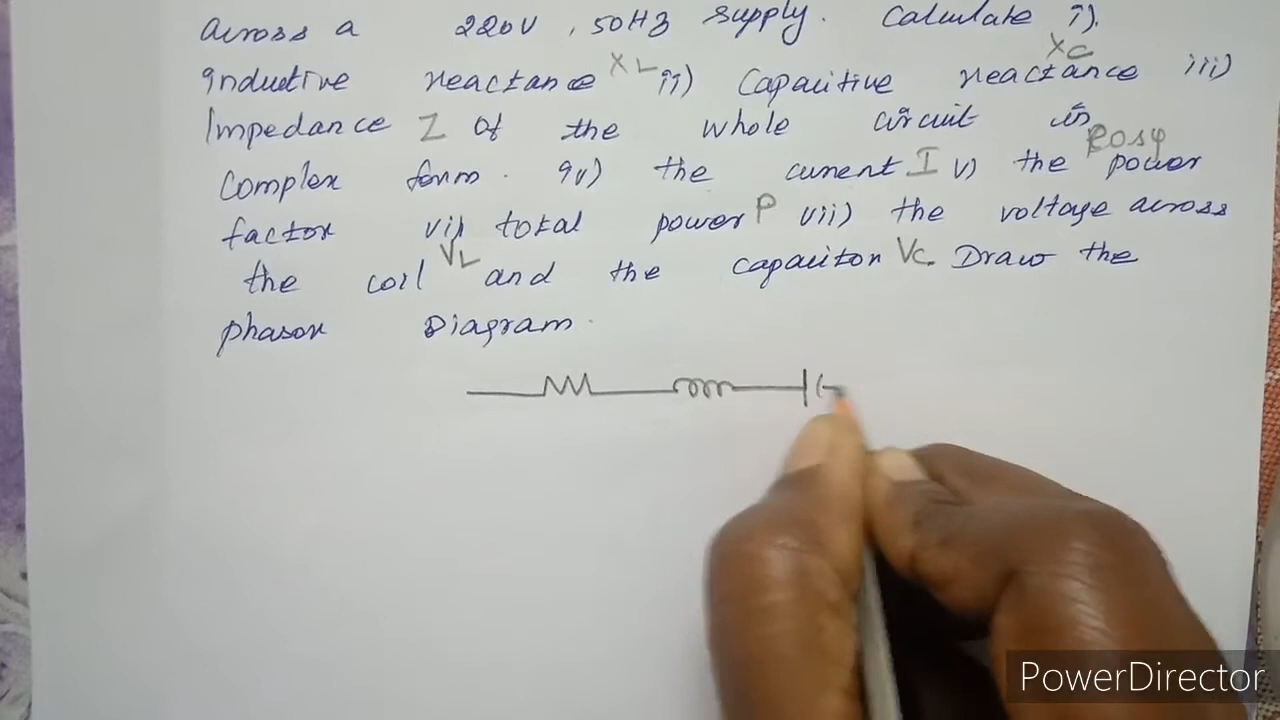 across a 220V, 50Hz supply. Calculate i).
Inductive reactance XL ii) Capacitive reactance XC iii)
Impedance Z of the whole circuit in
Complex form. iv) the current I v) the power cosφ
factor vi) total power P vii) the voltage across
the coil VL and the capacitor Vc. Draw the
phasor Diagram.
PowerDirector